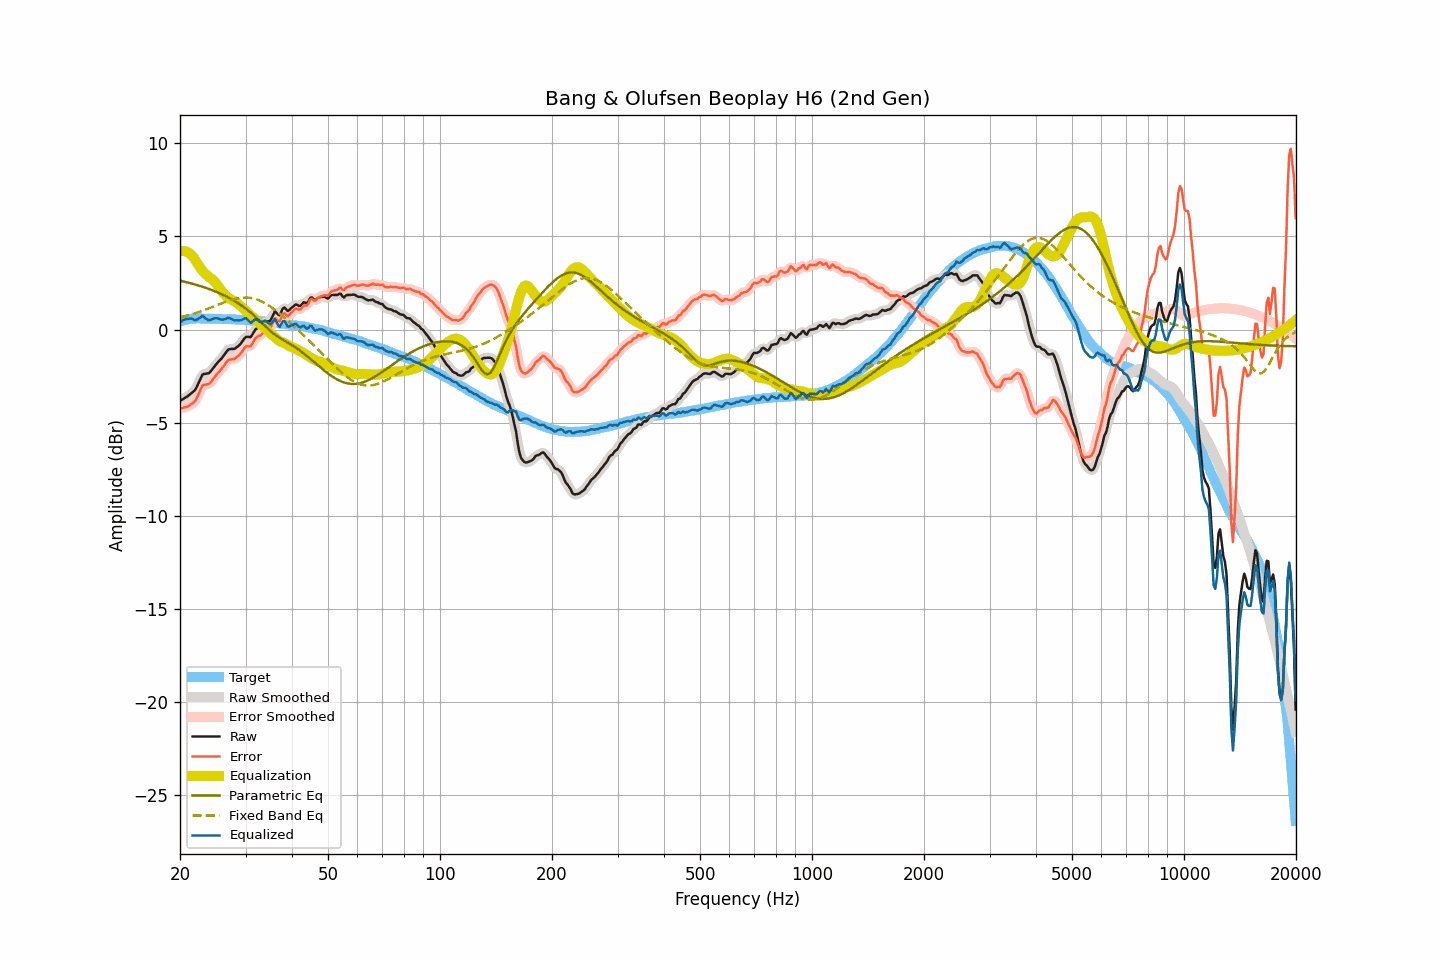 Bang & Olufsen Beoplay H6 (2nd Gen)
10
5
0
−5
−10
−15
−20
−25
Amplitude (dBr)
Target
Raw Smoothed
Error Smoothed
Raw
Error
Equalization
Parametric Eq
Fixed Band Eq
Equalized
20 50 100 200 500 1000 2000 5000 10000 20000
Frequency (Hz)